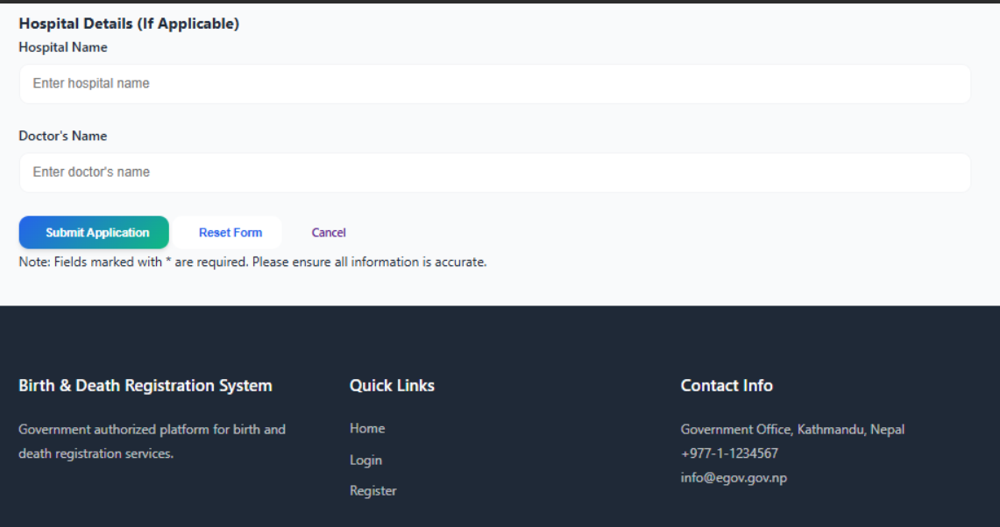 Hospital Details (If Applicable)
Hospital Name
Enter hospital name
Doctor's Name
Enter doctor's name
Submit Application
Reset Form
Cancel
Note: Fields marked with * are required. Please ensure all information is accurate.
Birth & Death Registration System
Government authorized platform for birth and
death registration services.
Quick Links
Home
Login
Register
Contact Info
Government Office, Kathmandu, Nepal
+977-1-1234567
info@egov.gov.np